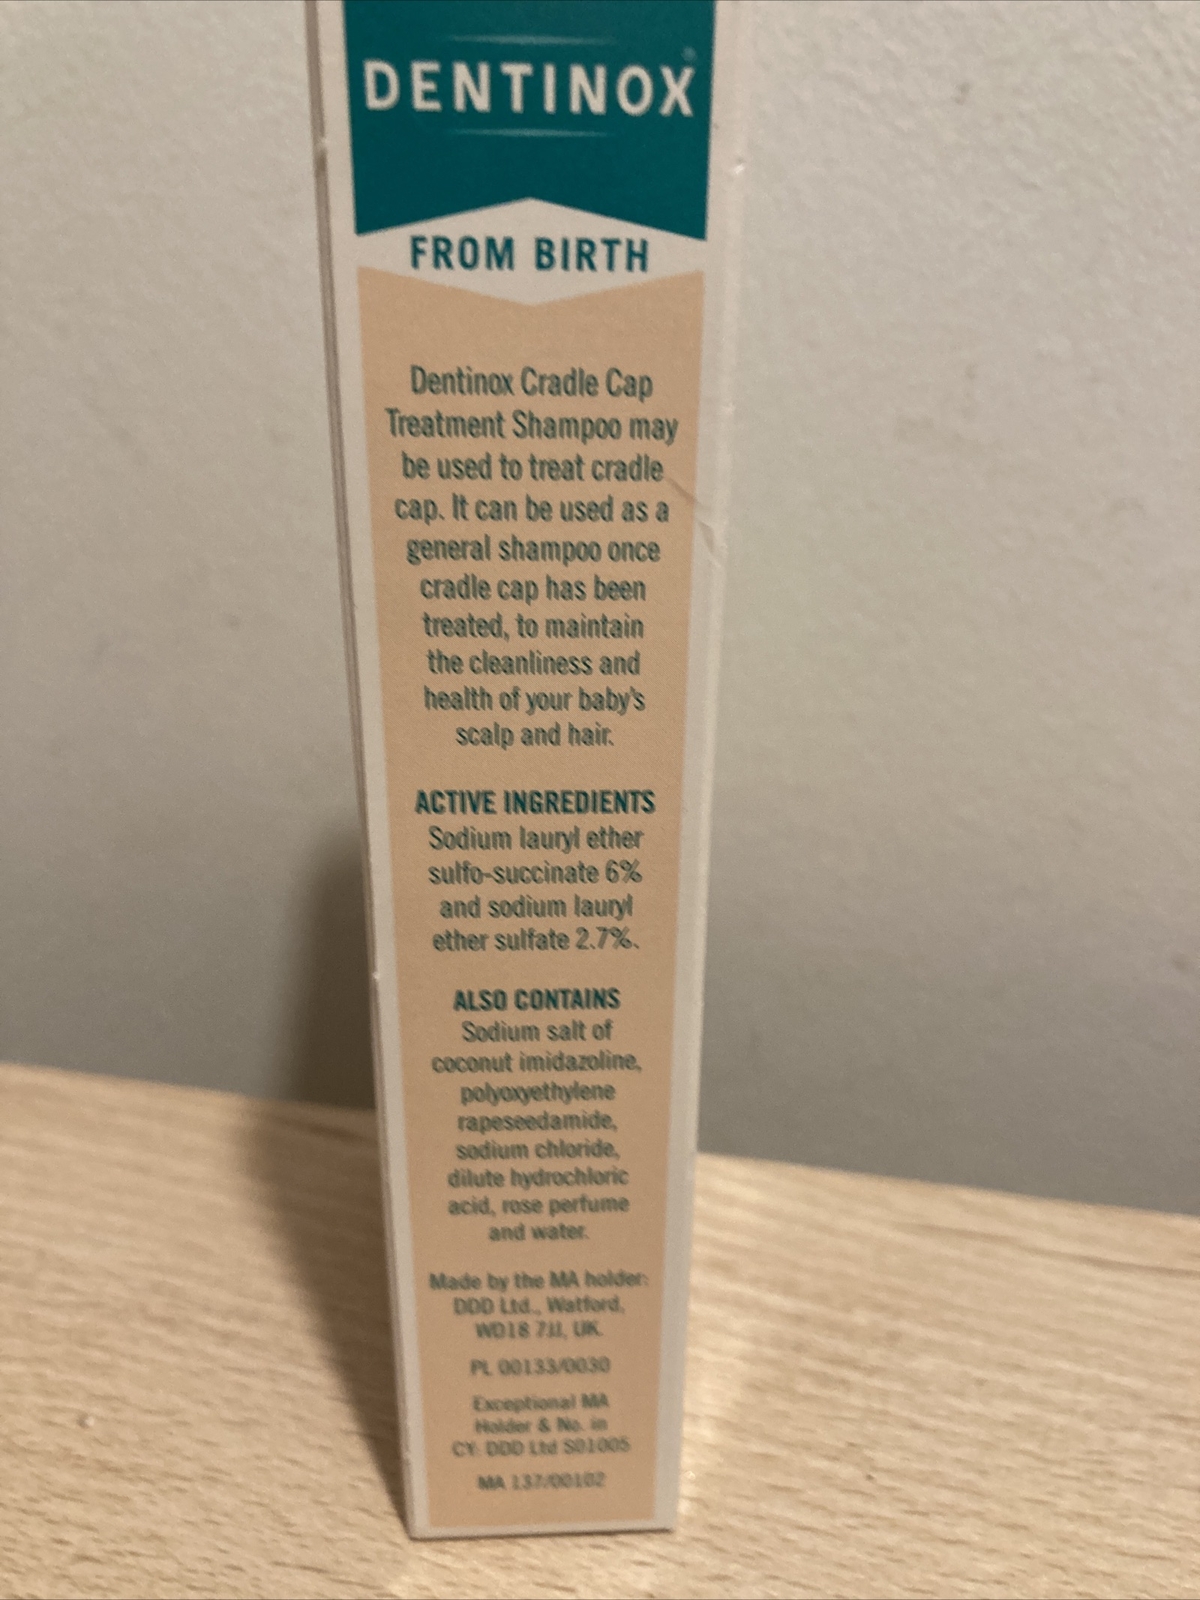 DENTINOX®
FROM BIRTH
Dentinox Cradle Cap
Treatment Shampoo may
be used to treat cradle
cap. It can be used as a
general shampoo once
cradle cap has been
treated, to maintain
the cleanliness and
health of your baby's
scalp and hair.
ACTIVE INGREDIENTS
Sodium lauryl ether
sulfo-succinate 6%
and sodium lauryl
ether sulfate 2.7%.
ALSO CONTAINS
Sodium salt of
coconut imidazoline,
polyoxyethylene
rapeseedamide,
sodium chloride,
dilute hydrochloric
acid, rose perfume
and water.
Made by the MA holder:
DDD Ltd., Watford,
WD18 7JJ, UK.
PL 00133/0030
Exceptional MA
Holder & No. in
CY: DDD Ltd S01005
MA 137/00102